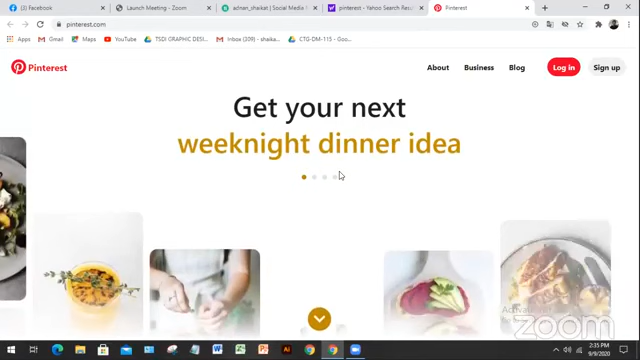 Facebook
Launch Meeting - Zoom
adnan_shaikat | Social Media M
pinterest - Yahoo Search Resu
Pinterest
pinterest.com
Apps
Gmail
Maps
YouTube
TSDI GRAPHIC DESI...
Inbox (309) - shaika...
CTG-DM-115 - Goo...
Pinterest
About
Business
Blog
Log in
Sign up
Get your next
weeknight dinner idea
zoom
2:35 PM
9/9/2020